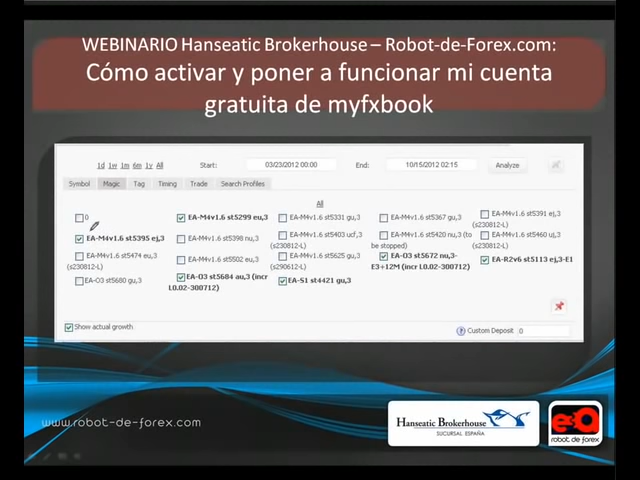 WEBINARIO Hanseatic Brokerhouse – Robot-de-Forex.com:
Cómo activar y poner a funcionar mi cuenta
gratuita de myfxbook
1d 1w 1m 6m 1y All Start: 03/23/2012 00:00 End: 10/15/2012 02:15 Analyze
Symbol Magic Tag Timing Trade Search Profiles
All
0 EA-M4v1.6 st5299 eu,3 EA-M4v1.6 st5331 gu,3 EA-M4v1.6 st5367 gu,3 EA-M4v1.6 st5391 ej,3
(s230812-L)
EA-M4v1.6 st5395 ej,3 EA-M4v1.6 st5398 nu,3 EA-M4v1.6 st5403 ucf,3
(s230812-L) EA-M4v1.6 st5420 nu,3 (to
be stopped) EA-M4v1.6 st5460 uj,3
(s230812-L)
EA-M4v1.6 st5474 eu,3
(s230812-L) EA-M4v1.6 st5502 eu,3 EA-M4v1.6 st5625 gu,3
(s290612-L) EA-O3 st5672 nu,3-
E3+12M (incr L0.02-300712) EA-R2v6 st5113 ej,3-E1
EA-O3 st5680 gu,3 EA-O3 st5684 au,3 (incr
L0.02-300712) EA-S1 st4421 gu,3
Show actual growth Custom Deposit 0
www.robot-de-forex.com
Hanseatic Brokerhouse
SUCURSAL ESPAÑA
robot de forex